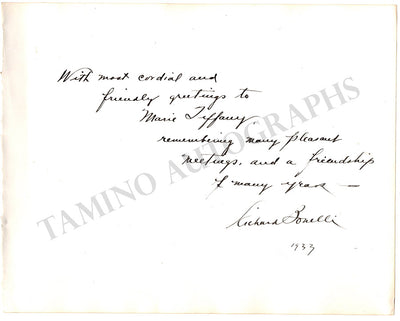 With most cordial and
friendly greetings to
Marie Tiffany
remembering many pleasant
meetings, and a friendship
of many years —
Richard Bonelli
1933
TAMINO AUTOGRAPHS